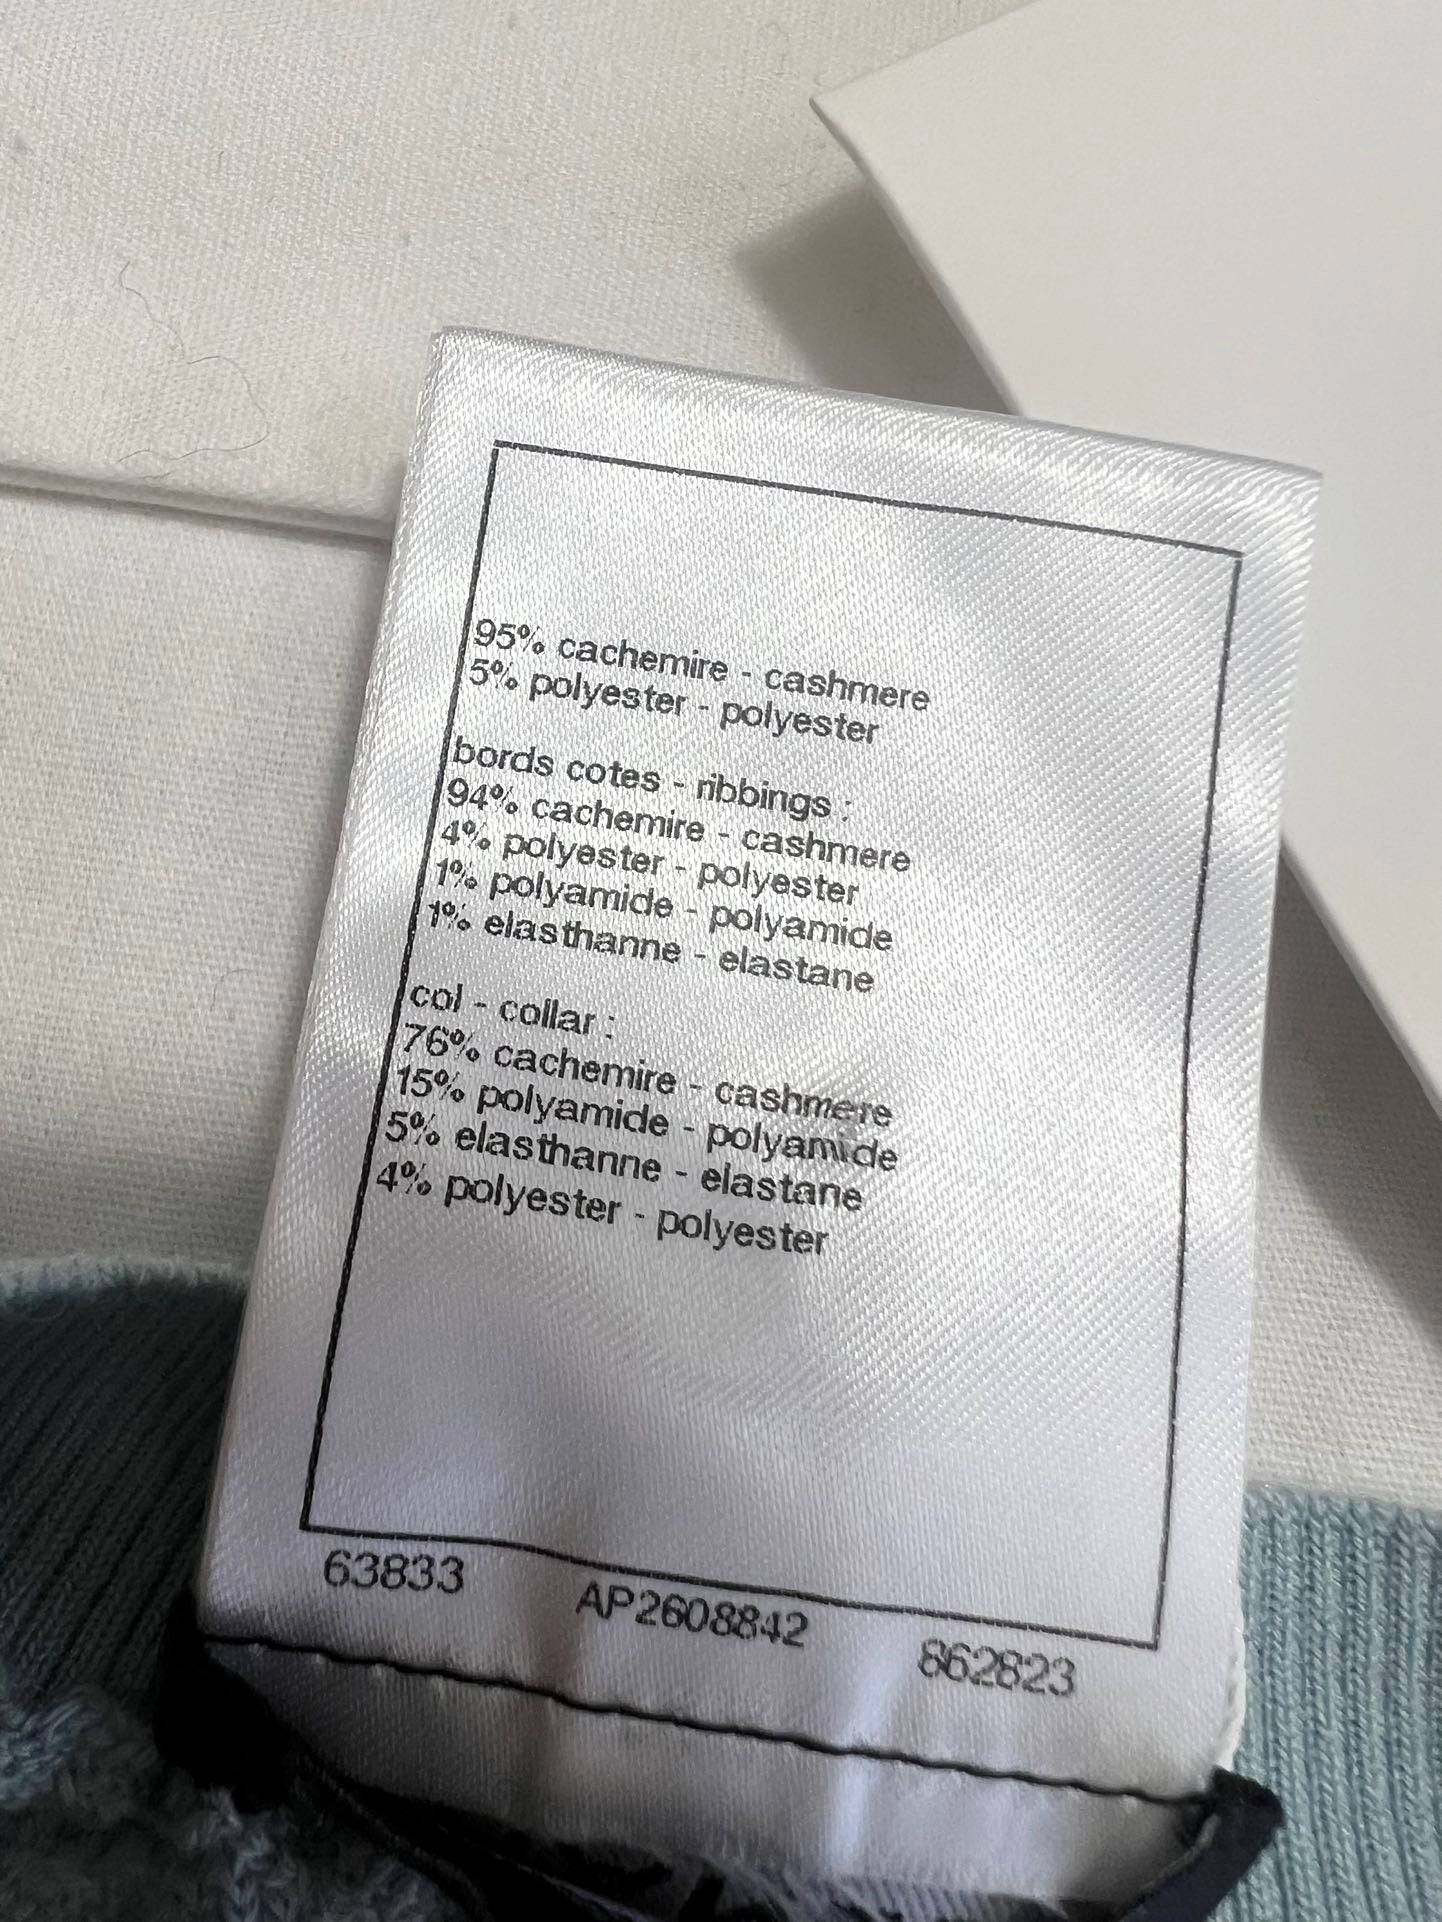 95% cachemire - cashmere
5% polyester - polyester
bords cotes - ribbings :
94% cachemire - cashmere
4% polyester - polyester
1% polyamide - polyamide
1% elasthanne - elastane
col - collar :
76% cachemire - cashmere
15% polyamide - polyamide
5% elasthanne - elastane
4% polyester - polyester
63833 AP2608842 862823